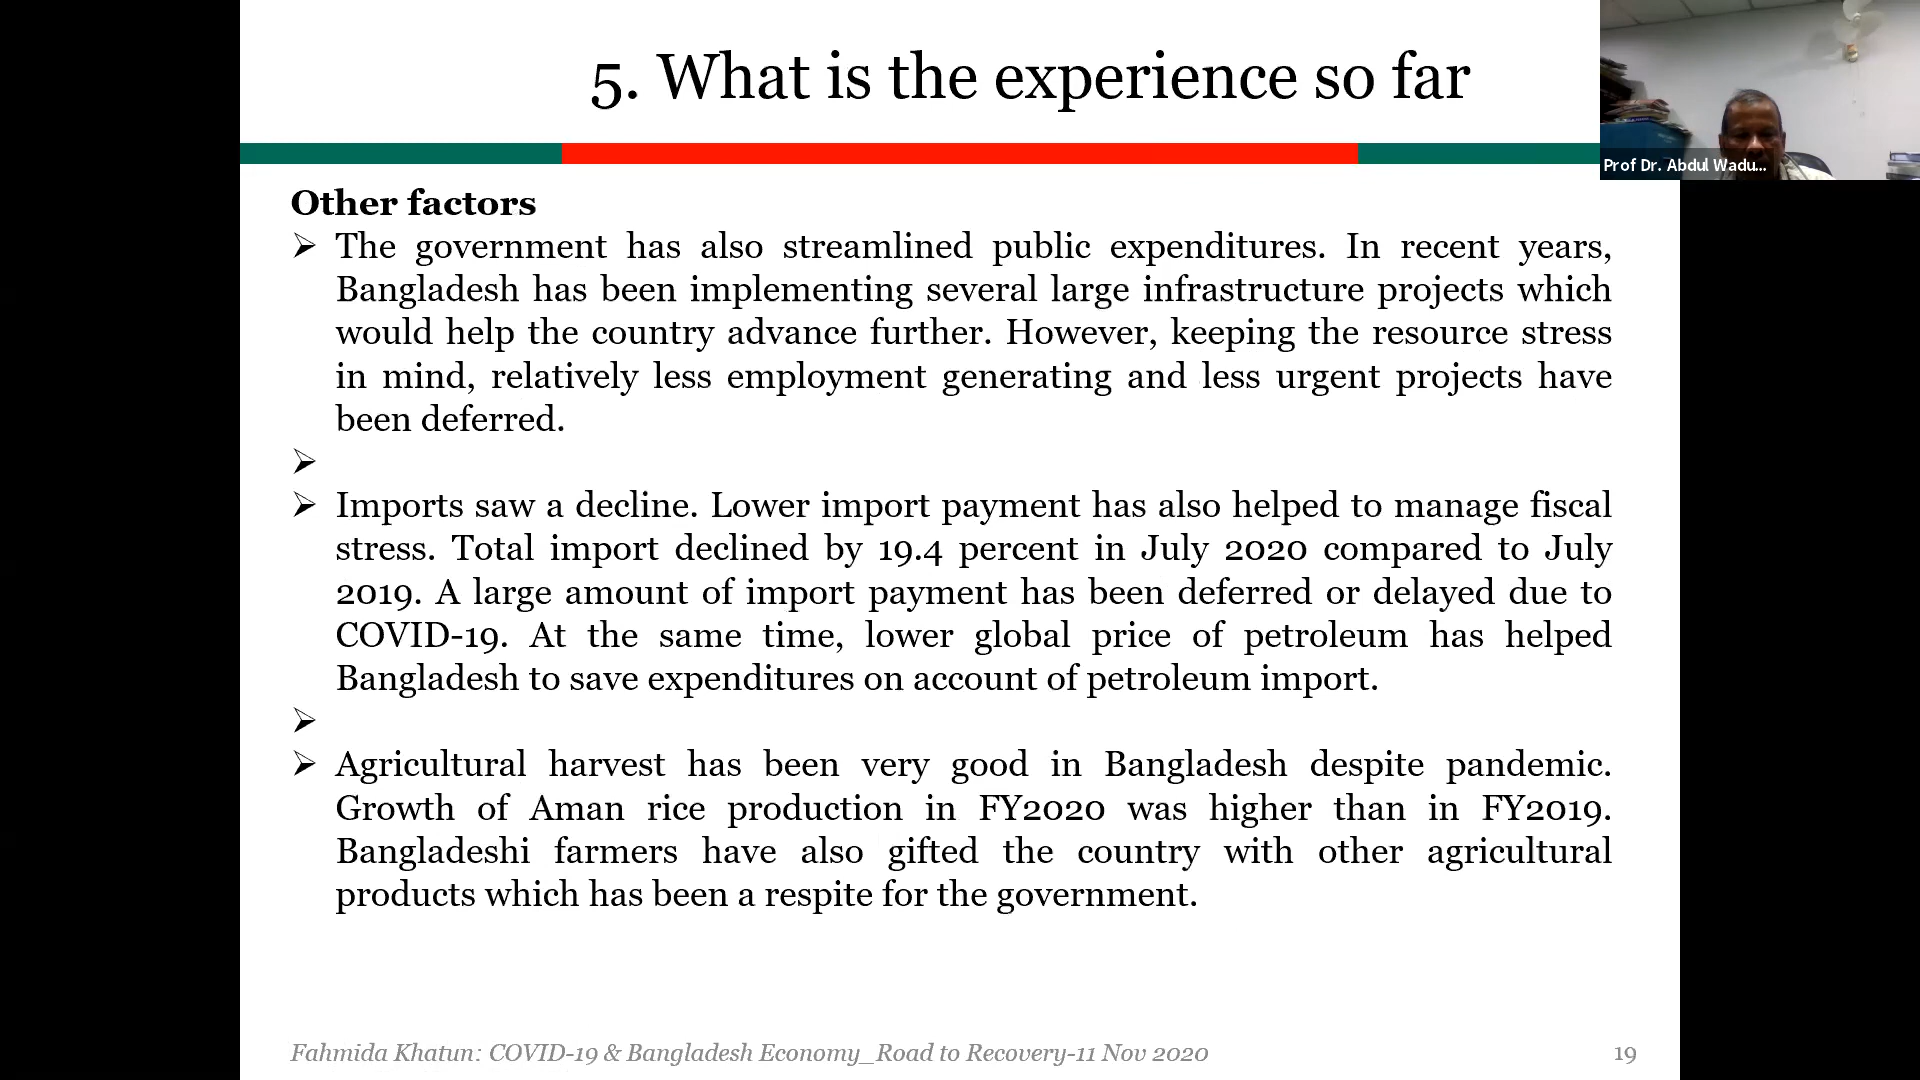 5. What is the experience so far
Prof Dr. Abdul Wadu...
Other factors
➢ The government has also streamlined public expenditures. In recent years,
Bangladesh has been implementing several large infrastructure projects which
would help the country advance further. However, keeping the resource stress
in mind, relatively less employment generating and less urgent projects have
been deferred.
➢
➢ Imports saw a decline. Lower import payment has also helped to manage fiscal
stress. Total import declined by 19.4 percent in July 2020 compared to July
2019. A large amount of import payment has been deferred or delayed due to
COVID-19. At the same time, lower global price of petroleum has helped
Bangladesh to save expenditures on account of petroleum import.
➢
➢ Agricultural harvest has been very good in Bangladesh despite pandemic.
Growth of Aman rice production in FY2020 was higher than in FY2019.
Bangladeshi farmers have also gifted the country with other agricultural
products which has been a respite for the government.
Fahmida Khatun: COVID-19 & Bangladesh Economy_Road to Recovery-11 Nov 2020
19